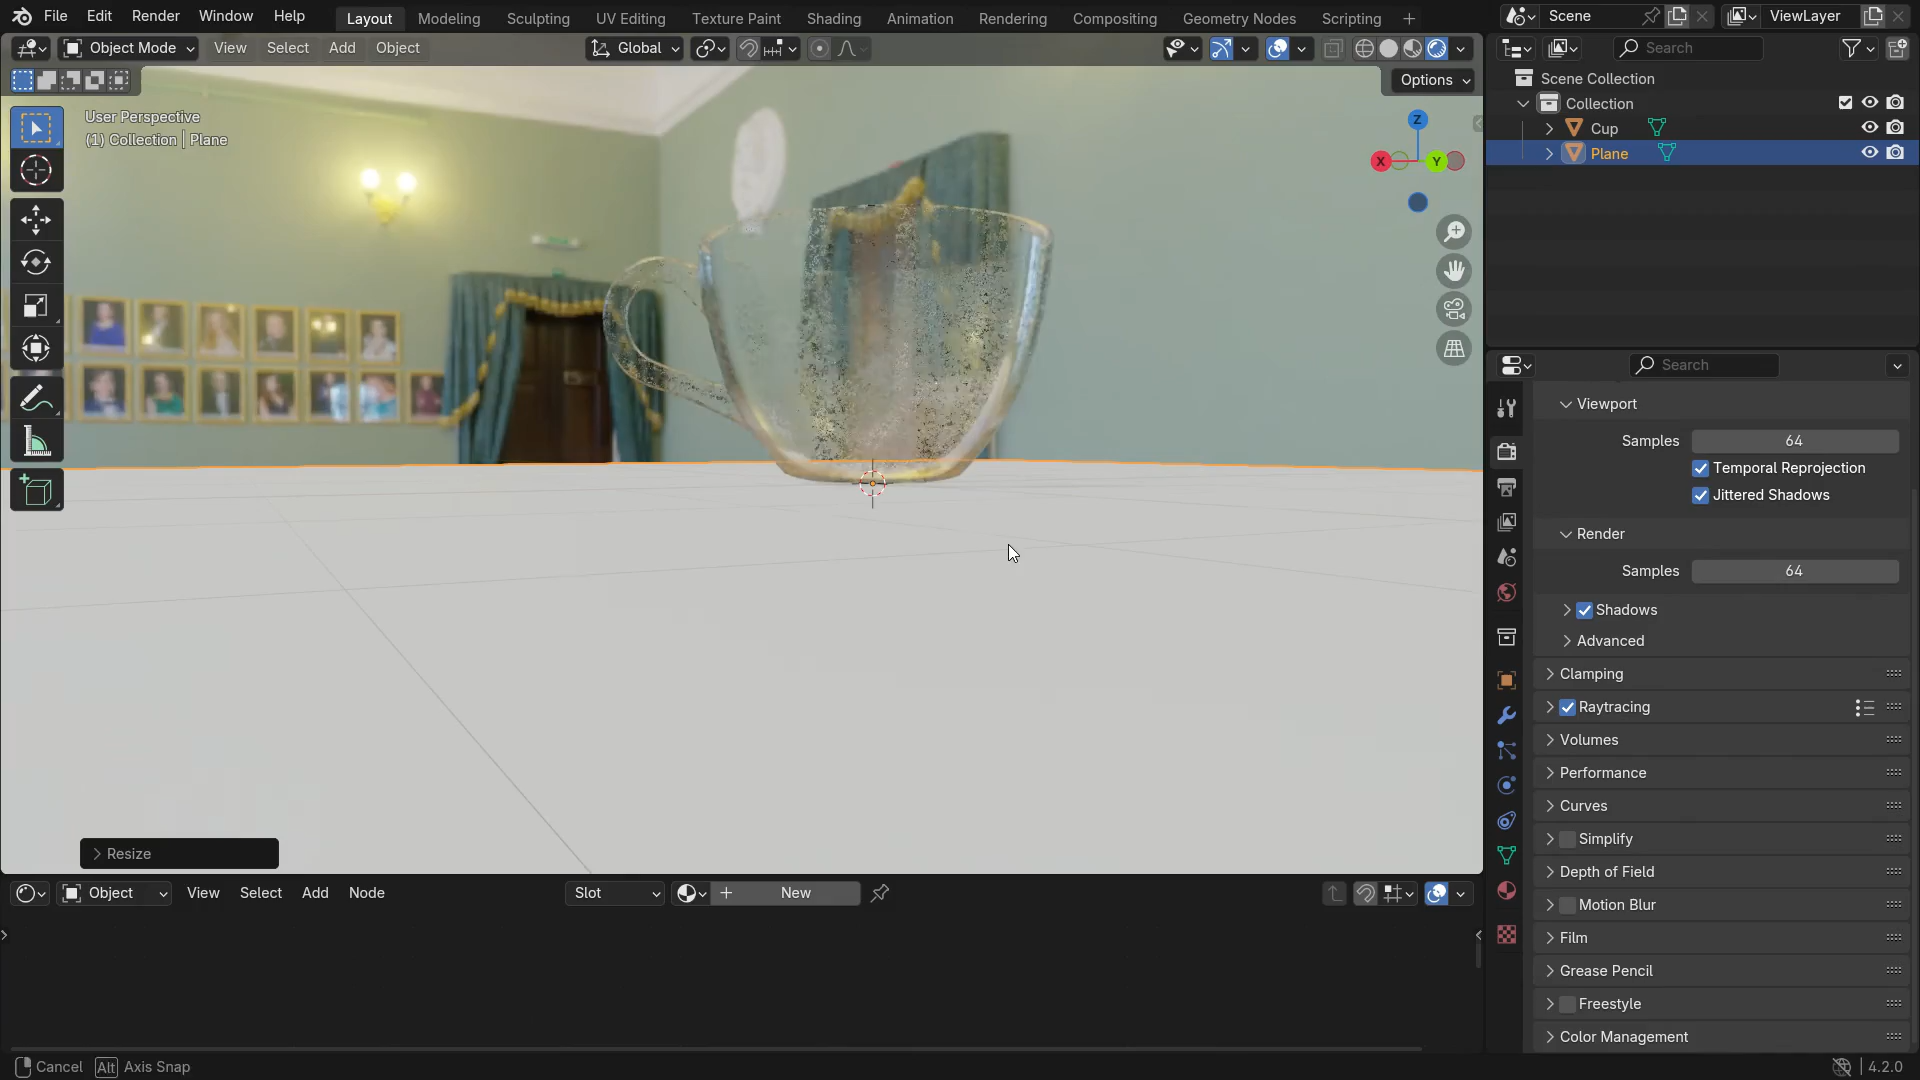 File Edit Render Window Help Layout Modeling Sculpting UV Editing Texture Paint Shading Animation Rendering Compositing Geometry Nodes Scripting + Scene ViewLayer
Object Mode View Select Add Object Global Search
Options
Scene Collection
Collection
Cup
Plane
User Perspective
(1) Collection | Plane
Z
X
Y
Search
Viewport
Samples 64
Temporal Reprojection
Jittered Shadows
Render
Samples 64
Shadows
Advanced
Clamping
Raytracing
Volumes
Performance
Curves
Simplify
Depth of Field
Motion Blur
Film
Grease Pencil
Freestyle
Color Management
Resize
Object View Select Add Node Slot New
Cancel Alt Axis Snap 4.2.0